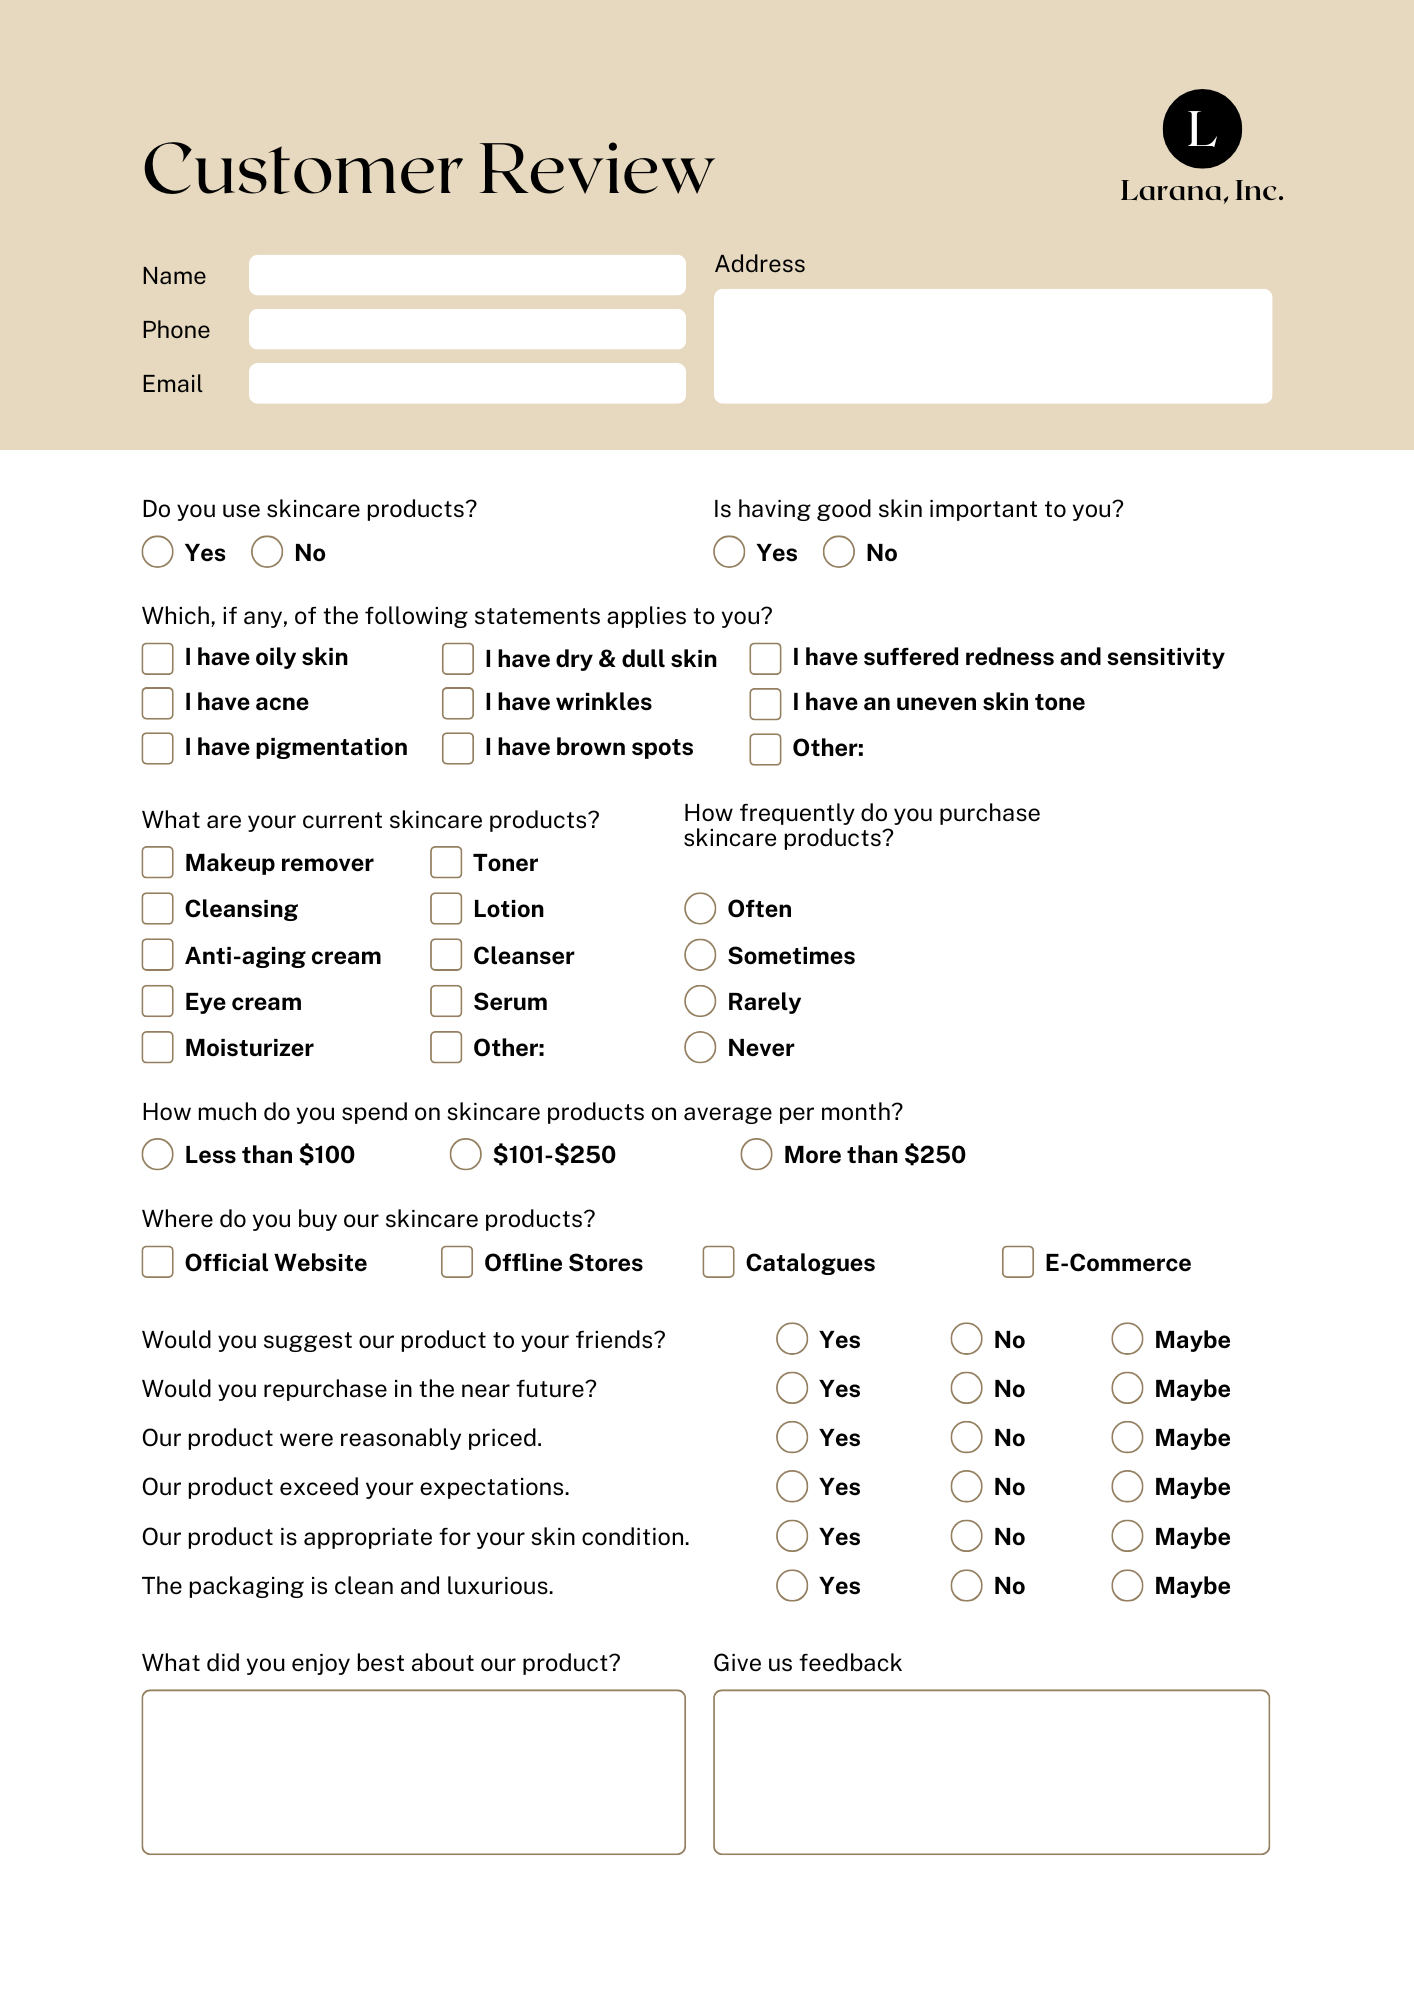 L
Larana, Inc.
Customer Review
Name
Phone
Email
Address
Do you use skincare products?
Yes No
Is having good skin important to you?
Yes No
Which, if any, of the following statements applies to you?
I have oily skin I have dry & dull skin I have suffered redness and sensitivity
I have acne I have wrinkles I have an uneven skin tone
I have pigmentation I have brown spots Other:
What are your current skincare products?
Makeup remover Toner
Cleansing Lotion
Anti-aging cream Cleanser
Eye cream Serum
Moisturizer Other:
How frequently do you purchase
skincare products?
Often
Sometimes
Rarely
Never
How much do you spend on skincare products on average per month?
Less than $100 $101-$250 More than $250
Where do you buy our skincare products?
Official Website Offline Stores Catalogues E-Commerce
Would you suggest our product to your friends? Yes No Maybe
Would you repurchase in the near future? Yes No Maybe
Our product were reasonably priced. Yes No Maybe
Our product exceed your expectations. Yes No Maybe
Our product is appropriate for your skin condition. Yes No Maybe
The packaging is clean and luxurious. Yes No Maybe
What did you enjoy best about our product?
Give us feedback